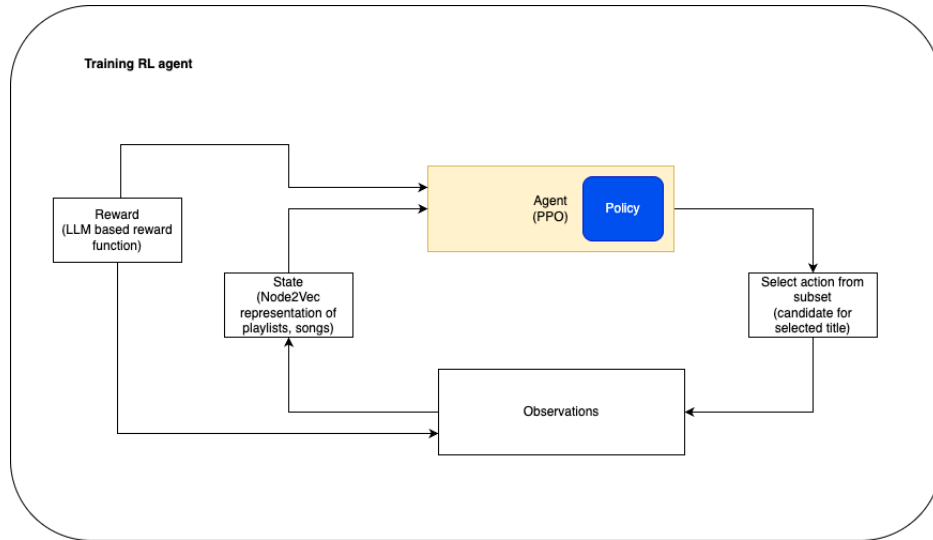 Training RL agent
Reward
(LLM based reward
function)
Agent
(PPO)
Policy
State
(Node2Vec
representation of
playlists, songs)
Select action from
subset
(candidate for
selected title)
Observations